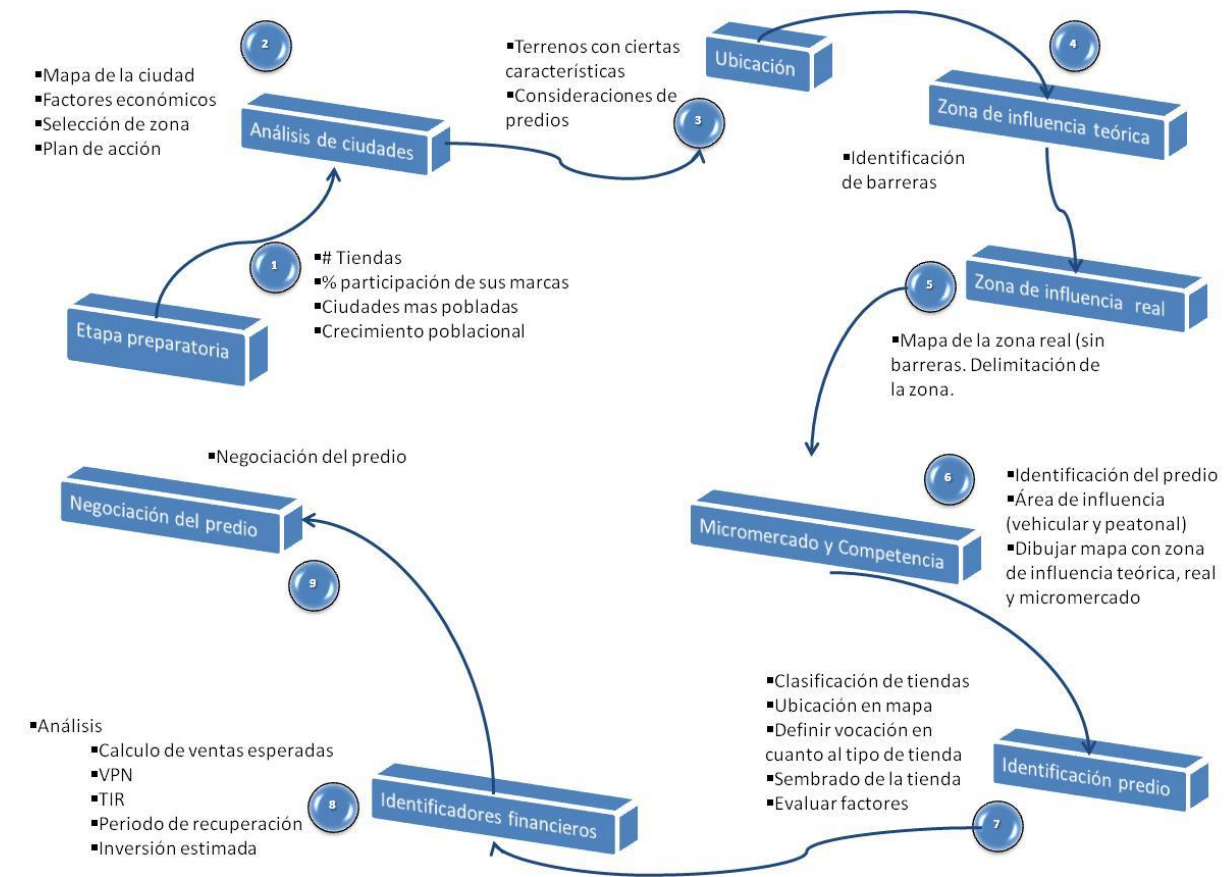 1
Etapa preparatoria
▪# Tiendas
▪% participación de sus marcas
▪Ciudades mas pobladas
▪Crecimiento poblacional
2
▪Mapa de la ciudad
▪Factores económicos
▪Selección de zona
▪Plan de acción
Análisis de ciudades
▪Terrenos con ciertas
características
▪Consideraciones de
predios
3
Ubicación
4
Zona de influencia teórica
▪Identificación
de barreras
5
Zona de influencia real
▪Mapa de la zona real (sin
barreras. Delimitación de
la zona.
6
Micromercado y Competencia
▪Identificación del predio
▪Área de influencia
(vehicular y peatonal)
▪Dibujar mapa con zona
de influencia teórica, real
y micromercado
▪Clasificación de tiendas
▪Ubicación en mapa
▪Definir vocación en
cuanto al tipo de tienda
▪Sembrado de la tienda
▪Evaluar factores
Identificación predio
7
▪Análisis
▪Calculo de ventas esperadas
▪VPN
▪TIR
▪Periodo de recuperación
▪Inversión estimada
8
Identificadores financieros
▪Negociación del predio
Negociación del predio
9